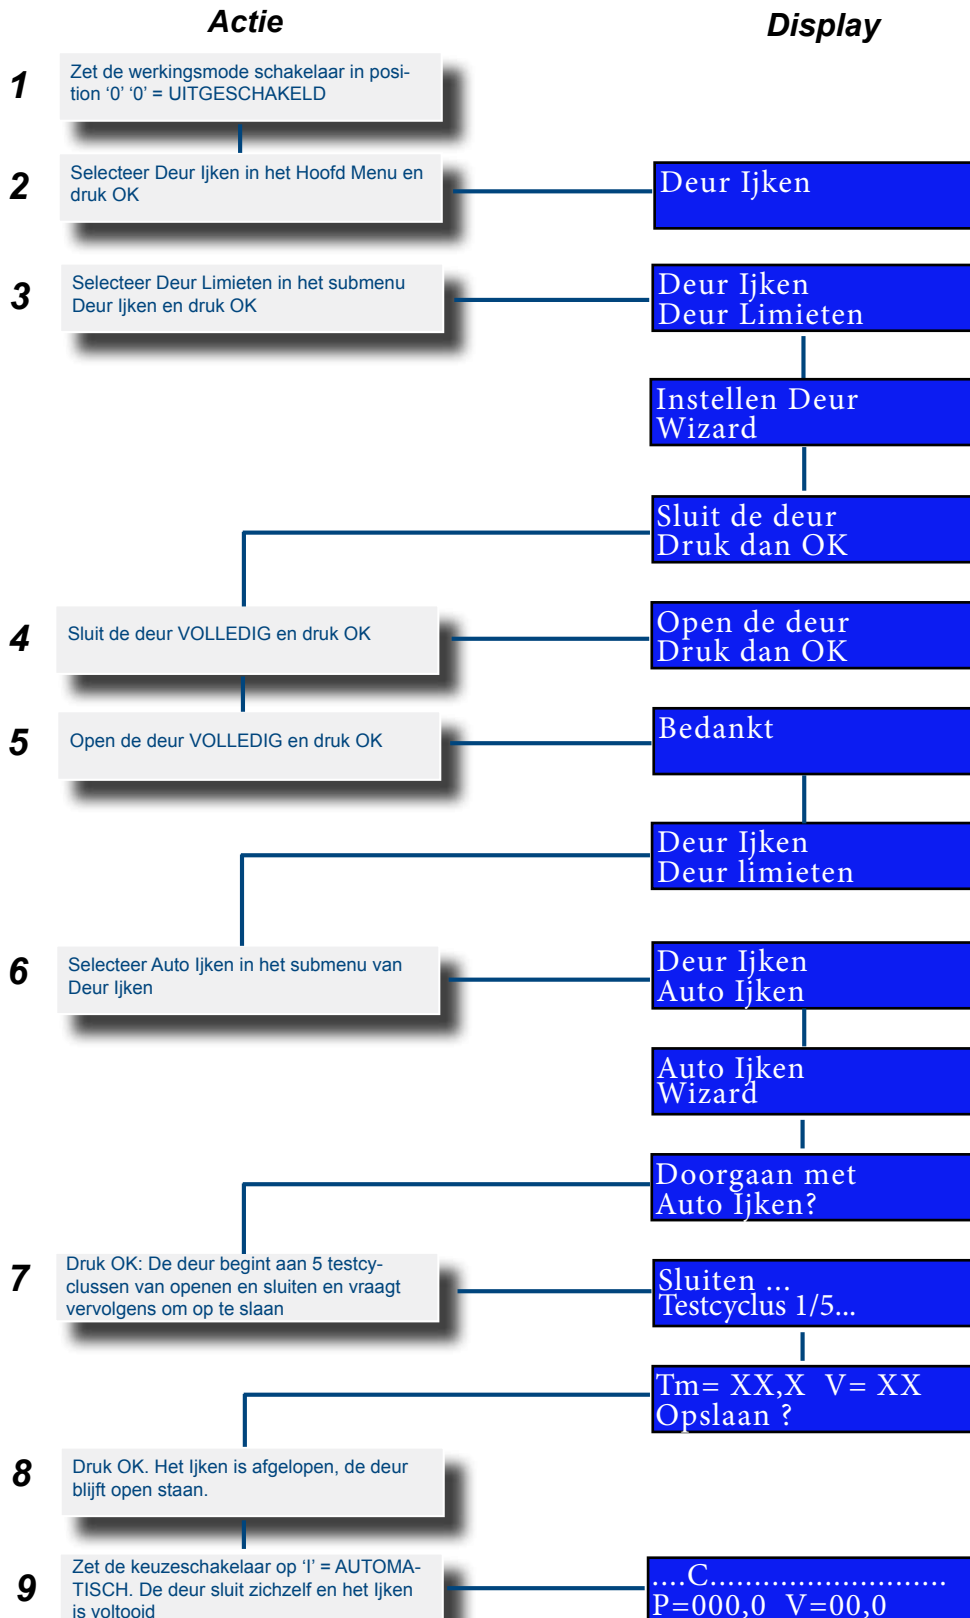 Actie
Display
1
Zet de werkingsmode schakelaar in posi-
tion ‘0’ ‘0’ = UITGESCHAKELD
2
Selecteer Deur Ijken in het Hoofd Menu en
druk OK
Deur Ijken
3
Selecteer Deur Limieten in het submenu
Deur Ijken en druk OK
Deur Ijken
Deur Limieten
Instellen Deur
Wizard
Sluit de deur
Druk dan OK
4
Sluit de deur VOLLEDIG en druk OK
Open de deur
Druk dan OK
5
Open de deur VOLLEDIG en druk OK
Bedankt
Deur Ijken
Deur limieten
6
Selecteer Auto Ijken in het submenu van
Deur Ijken
Deur Ijken
Auto Ijken
Auto Ijken
Wizard
Doorgaan met
Auto Ijken?
7
Druk OK: De deur begint aan 5 testcy-
clussen van openen en sluiten en vraagt
vervolgens om op te slaan
Sluiten ...
Testcyclus 1/5...
Tm= XX,X V= XX
Opslaan ?
8
Druk OK. Het Ijken is afgelopen, de deur
blijft open staan.
9
Zet de keuzeschakelaar op ‘I’ = AUTOMA-
TISCH. De deur sluit zichzelf en het Ijken
is voltooid
....C..........................
P=000,0 V=00,0